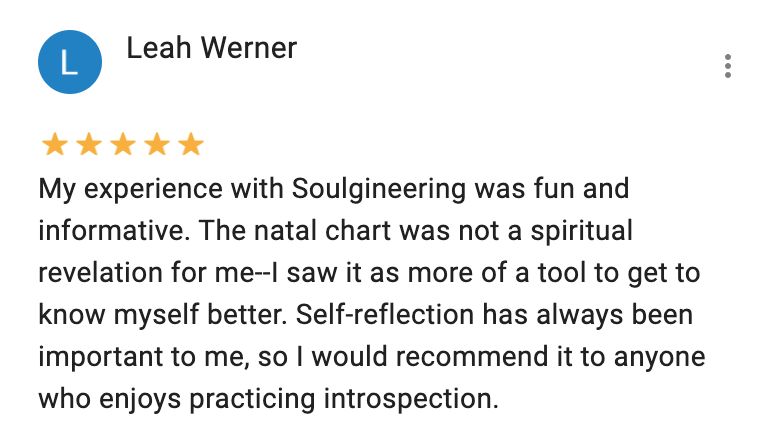 L
Leah Werner
My experience with Soulgineering was fun and
informative. The natal chart was not a spiritual
revelation for me--I saw it as more of a tool to get to
know myself better. Self-reflection has always been
important to me, so I would recommend it to anyone
who enjoys practicing introspection.